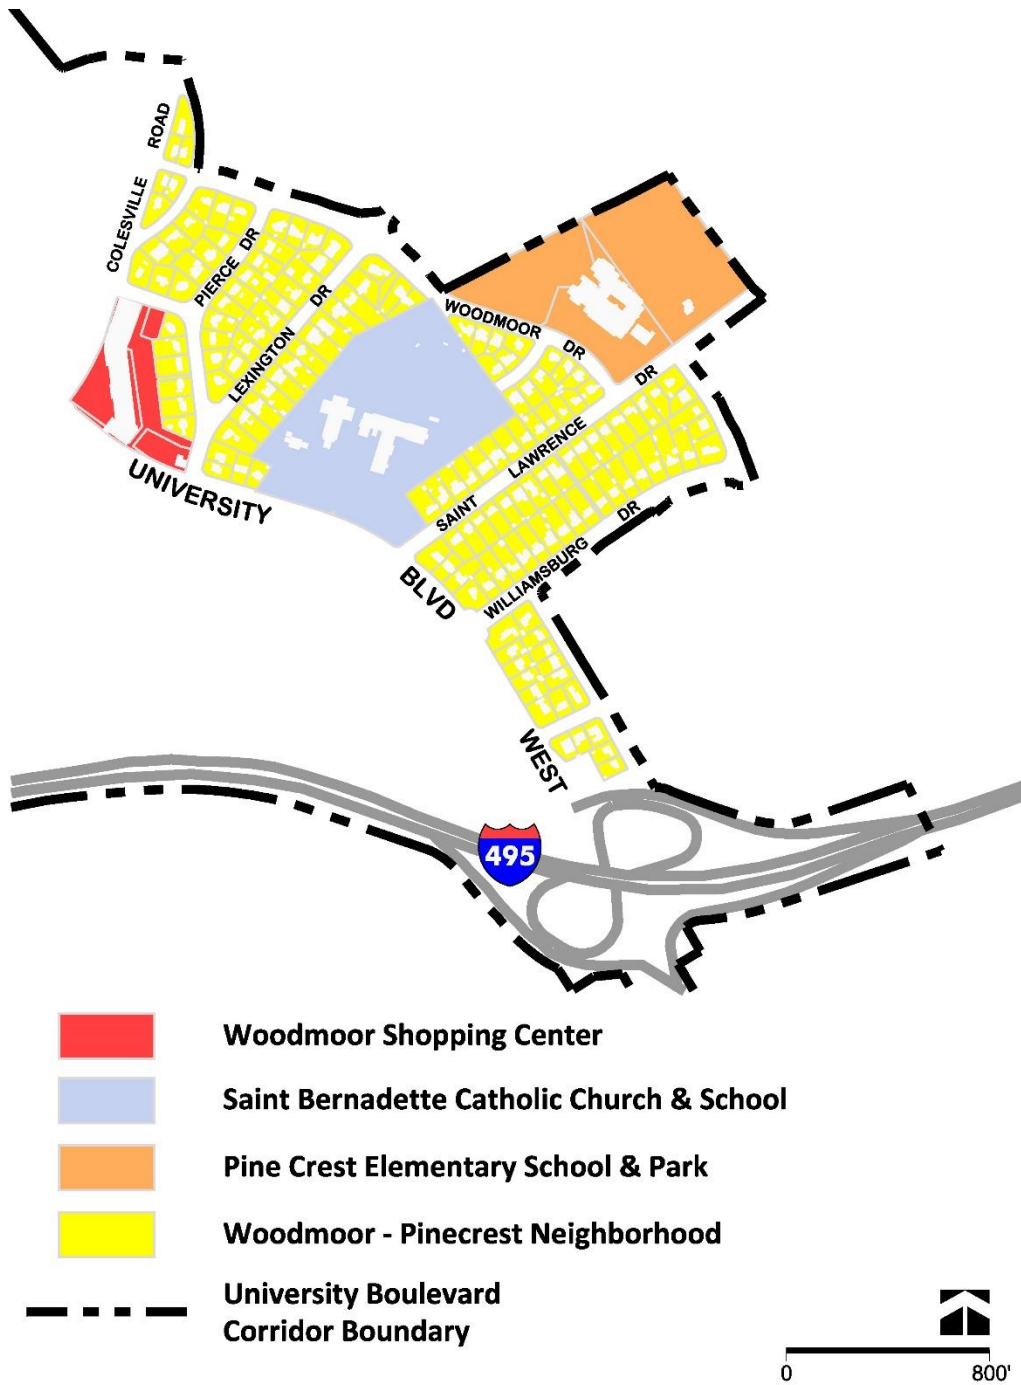 COLESVILLE ROAD
PIERCE DR
LEXINGTON DR
WOODMOOR DR
SAINT LAWRENCE DR
WILLIAMSBURG DR
UNIVERSITY BLVD WEST
495
Woodmoor Shopping Center
Saint Bernadette Catholic Church & School
Pine Crest Elementary School & Park
Woodmoor - Pinecrest Neighborhood
University Boulevard
Corridor Boundary
0 800'